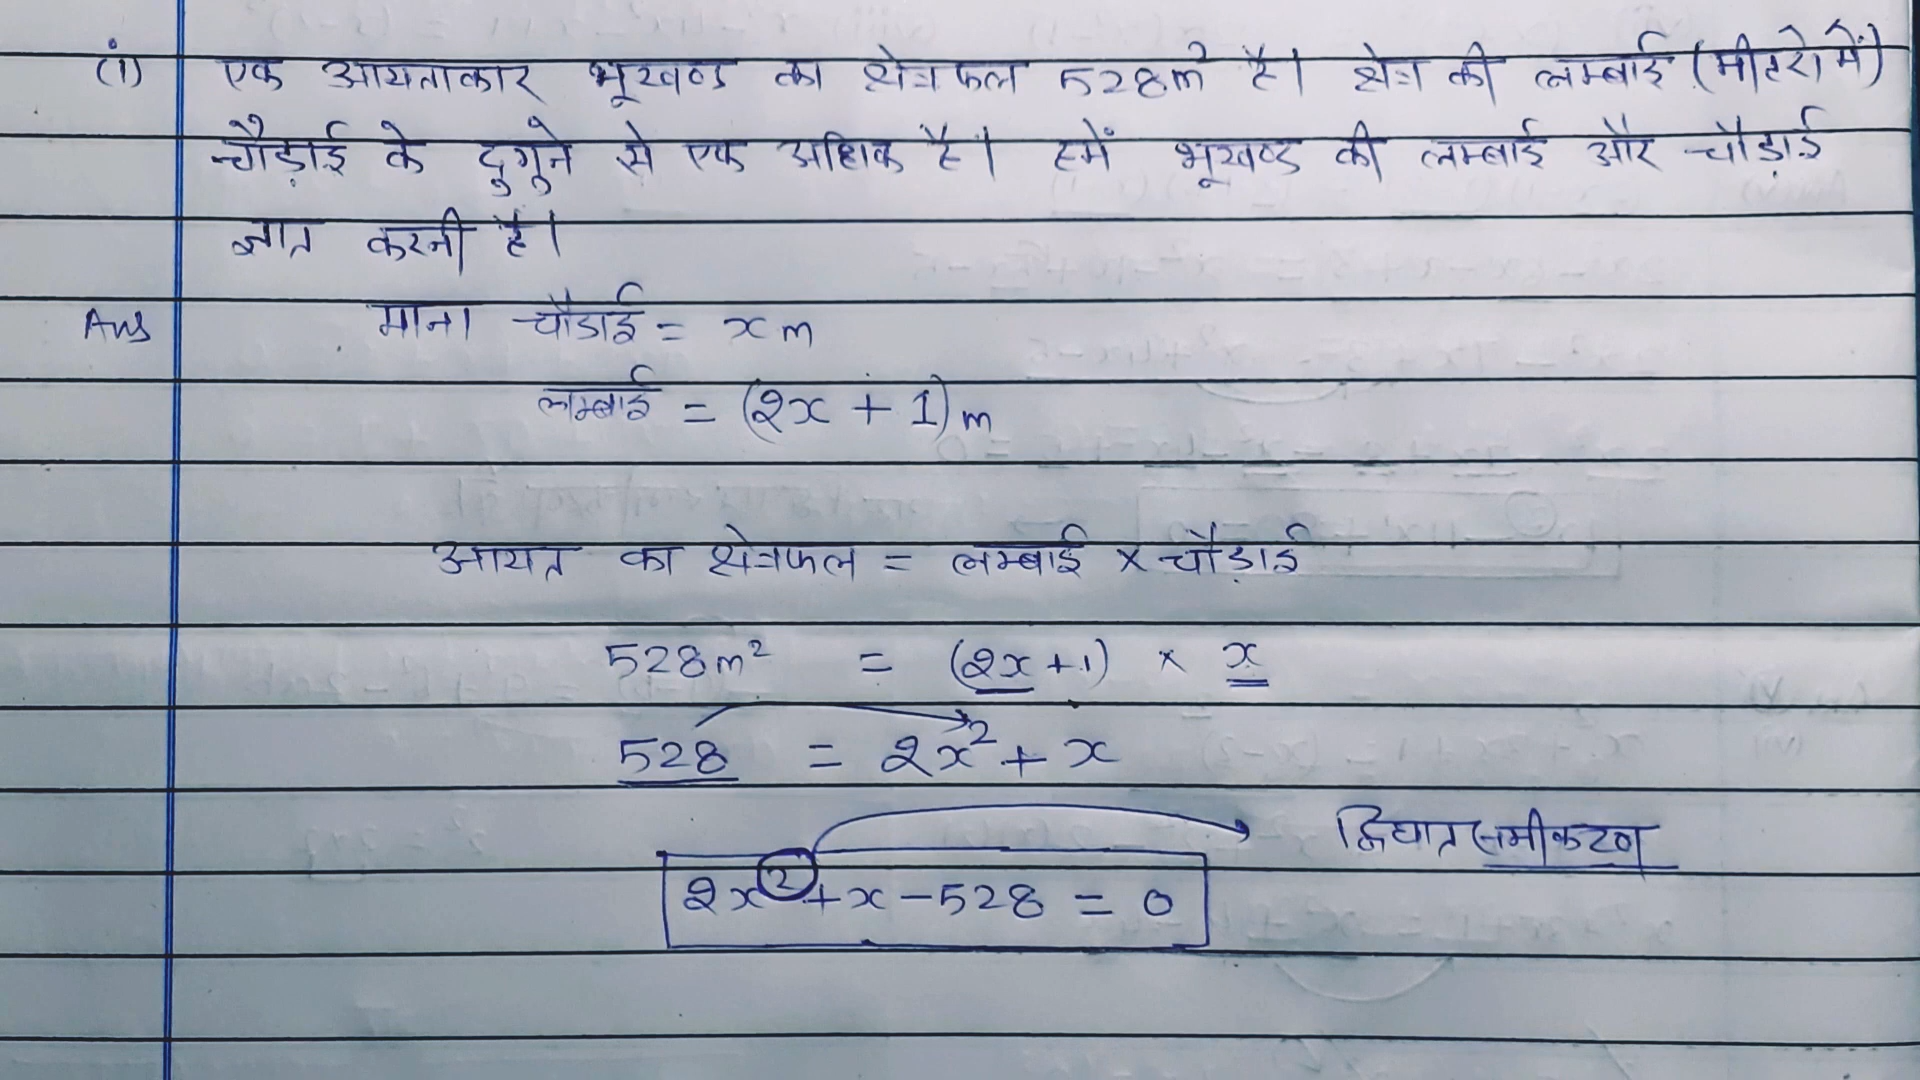 (i) एक आयताकार भूखण्ड का क्षेत्रफल 528m² है। क्षेत्र की लम्बाई (मीटरो में)
चौड़ाई के दुगुने से एक अधिक है। हमें भूखण्ड की लम्बाई और चौड़ाई
ज्ञात करनी है।
Ans माना चौडाई = x m
लम्बाई = (2x + 1) m
आयत का क्षेत्रफल = लम्बाई × चौड़ाई
528m² = (2x+1) × x
528 = 2x² + x
द्विघात समीकरण
2x² + x - 528 = 0